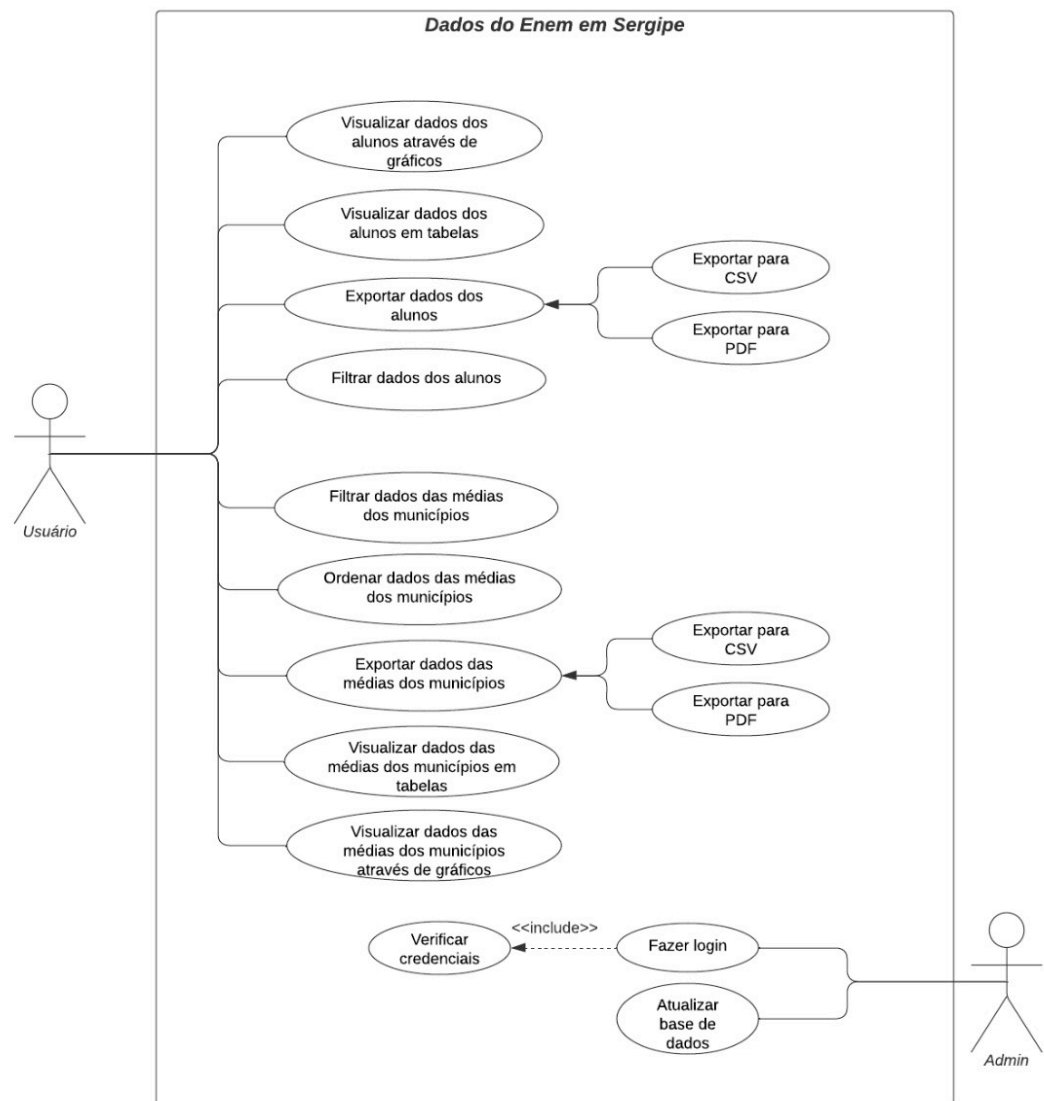 Dados do Enem em Sergipe
Visualizar dados dos
alunos através de
gráficos
Visualizar dados dos
alunos em tabelas
Exportar dados dos
alunos
Exportar para
CSV
Exportar para
PDF
Filtrar dados dos alunos
Usuário
Filtrar dados das médias
dos municípios
Ordenar dados das médias
dos municípios
Exportar dados das
médias dos municípios
Exportar para
CSV
Exportar para
PDF
Visualizar dados das
médias dos municípios em
tabelas
Visualizar dados das
médias dos municípios
através de gráficos
Verificar
credenciais
<<include>>
Fazer login
Atualizar
base de
dados
Admin